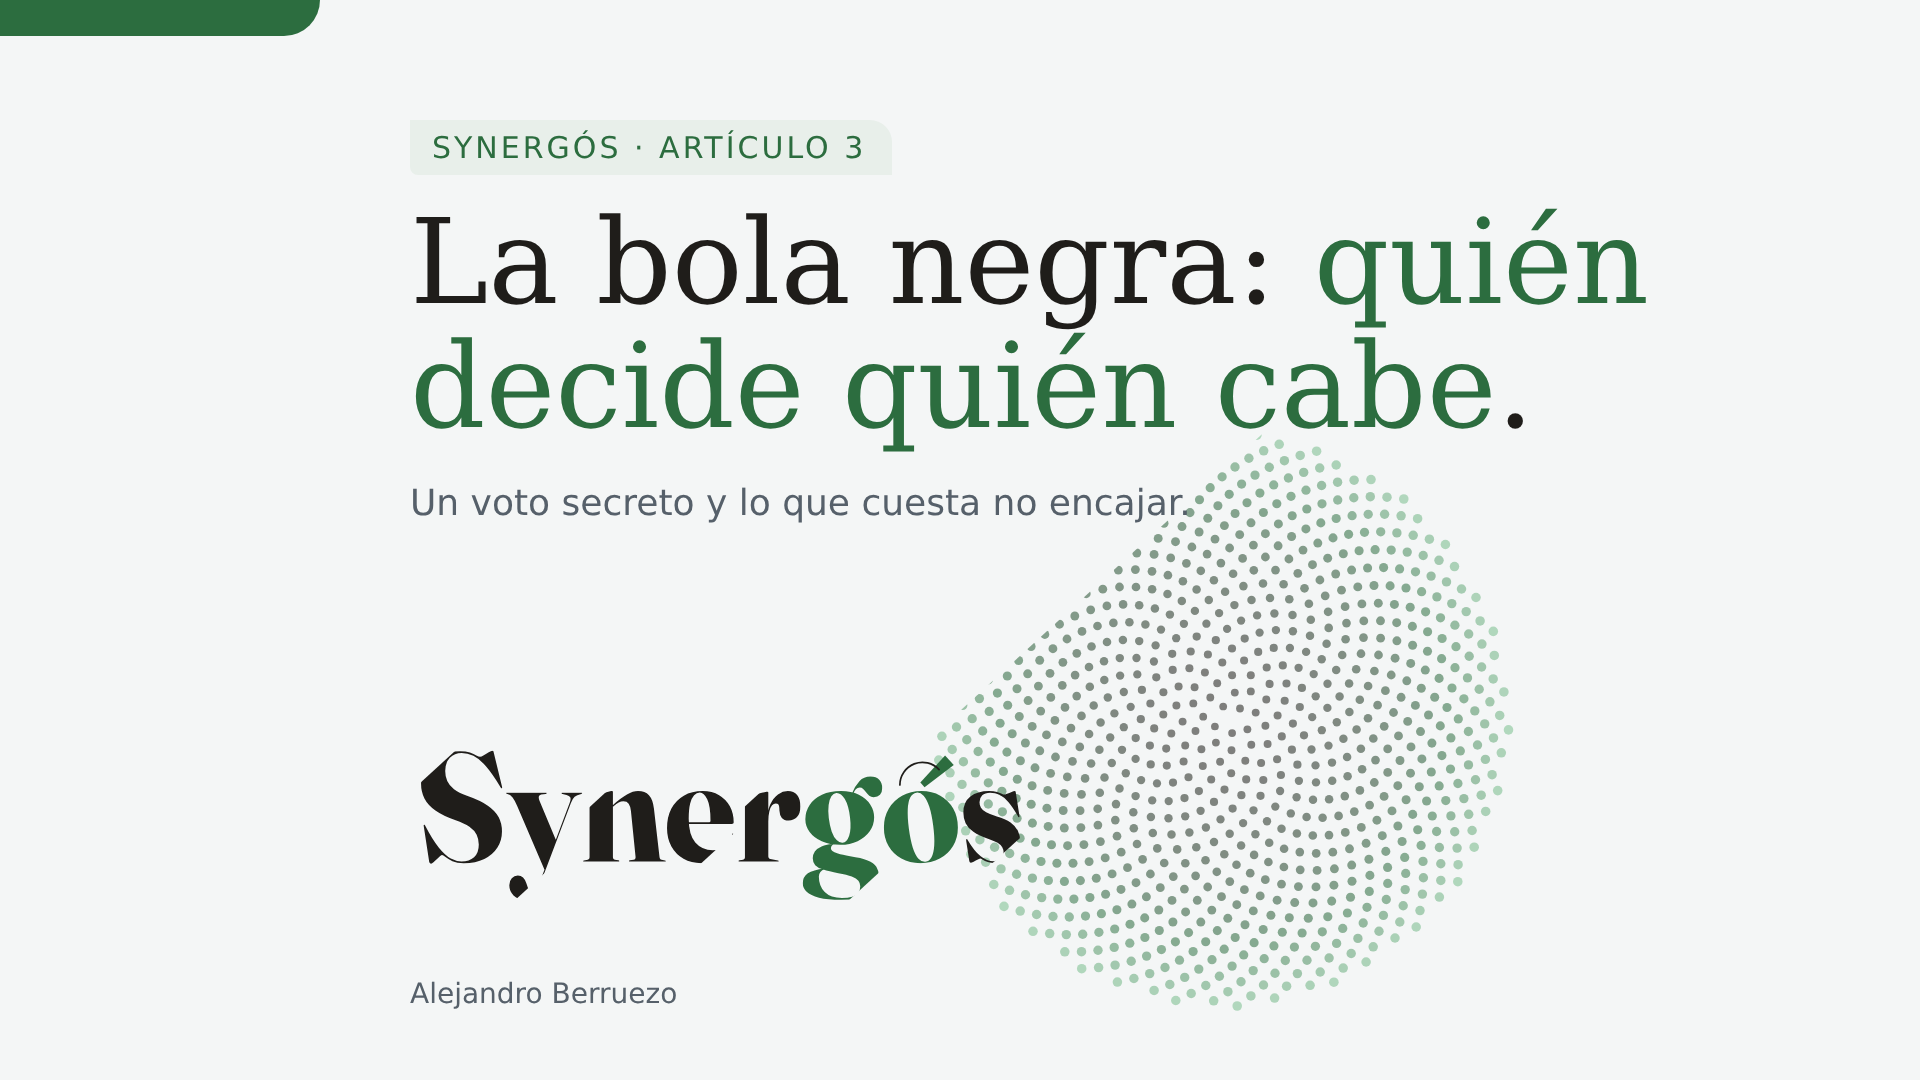 SYNERGÓS · ARTÍCULO 3
La bola negra: quién
decide quién cabe.
Un voto secreto y lo que cuesta no encajar.
Synergós
Alejandro Berruezo